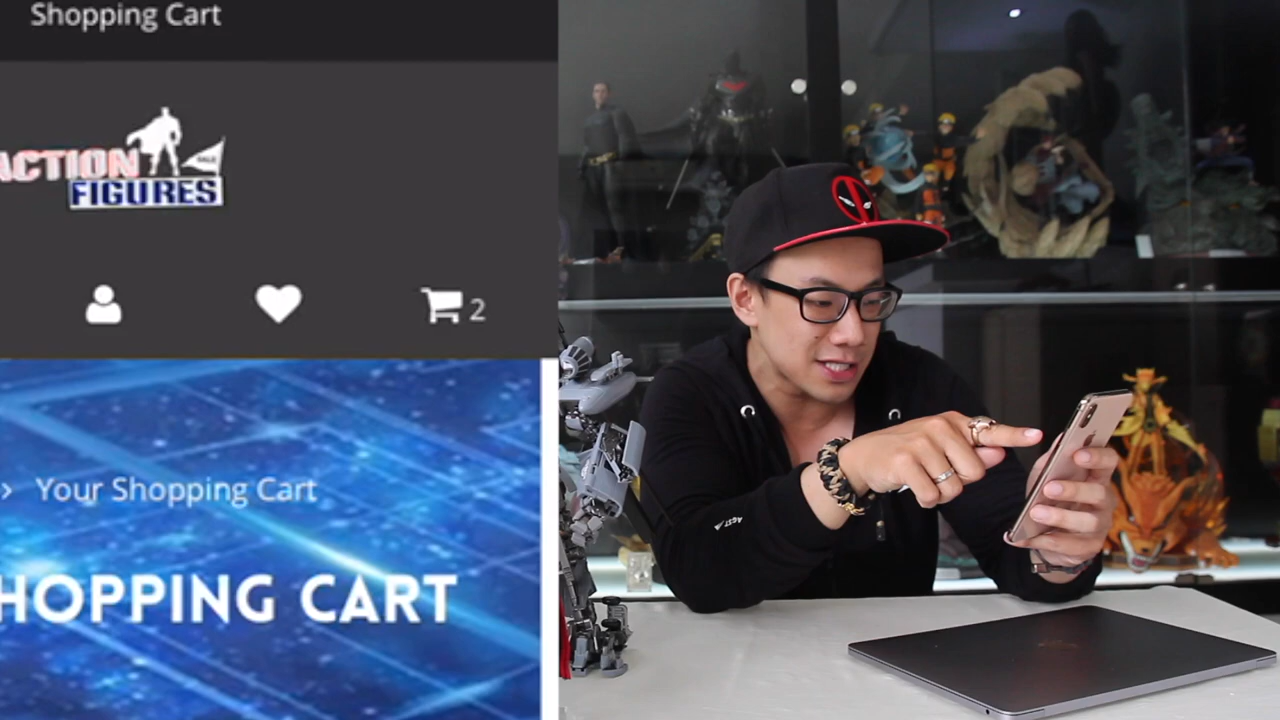 Shopping Cart
ACTION
FIGURES
2
› Your Shopping Cart
HOPPING CART